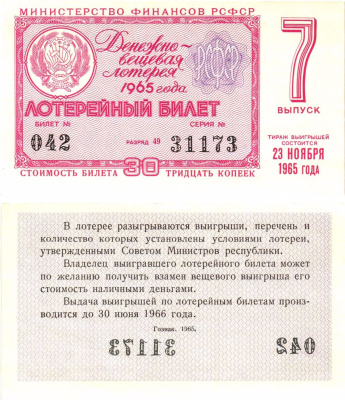 МИНИСТЕРСТВО ФИНАНСОВ РСФСР
Денежно-
вещевая
лотерея
1965 года
РСФСР
7
ВЫПУСК
ЛОТЕРЕЙНЫЙ БИЛЕТ
БИЛЕТ № СЕРИЯ №
042 РАЗРЯД 49 31173
СТОИМОСТЬ БИЛЕТА 30 ТРИДЦАТЬ КОПЕЕК
ТИРАЖ ВЫИГРЫШЕЙ
СОСТОИТСЯ
23 НОЯБРЯ
1965 ГОДА
В лотерее разыгрываются выигрыши, перечень и
количество которых установлены условиями лотереи,
утвержденными Советом Министров республики.
Владелец выигравшего лотерейного билета может
по желанию получить взамен вещевого выигрыша его
стоимость наличными деньгами.
Выдача выигрышей по лотерейным билетам произ-
водится до 30 июня 1966 года.
Гознак. 1965.
31173 042